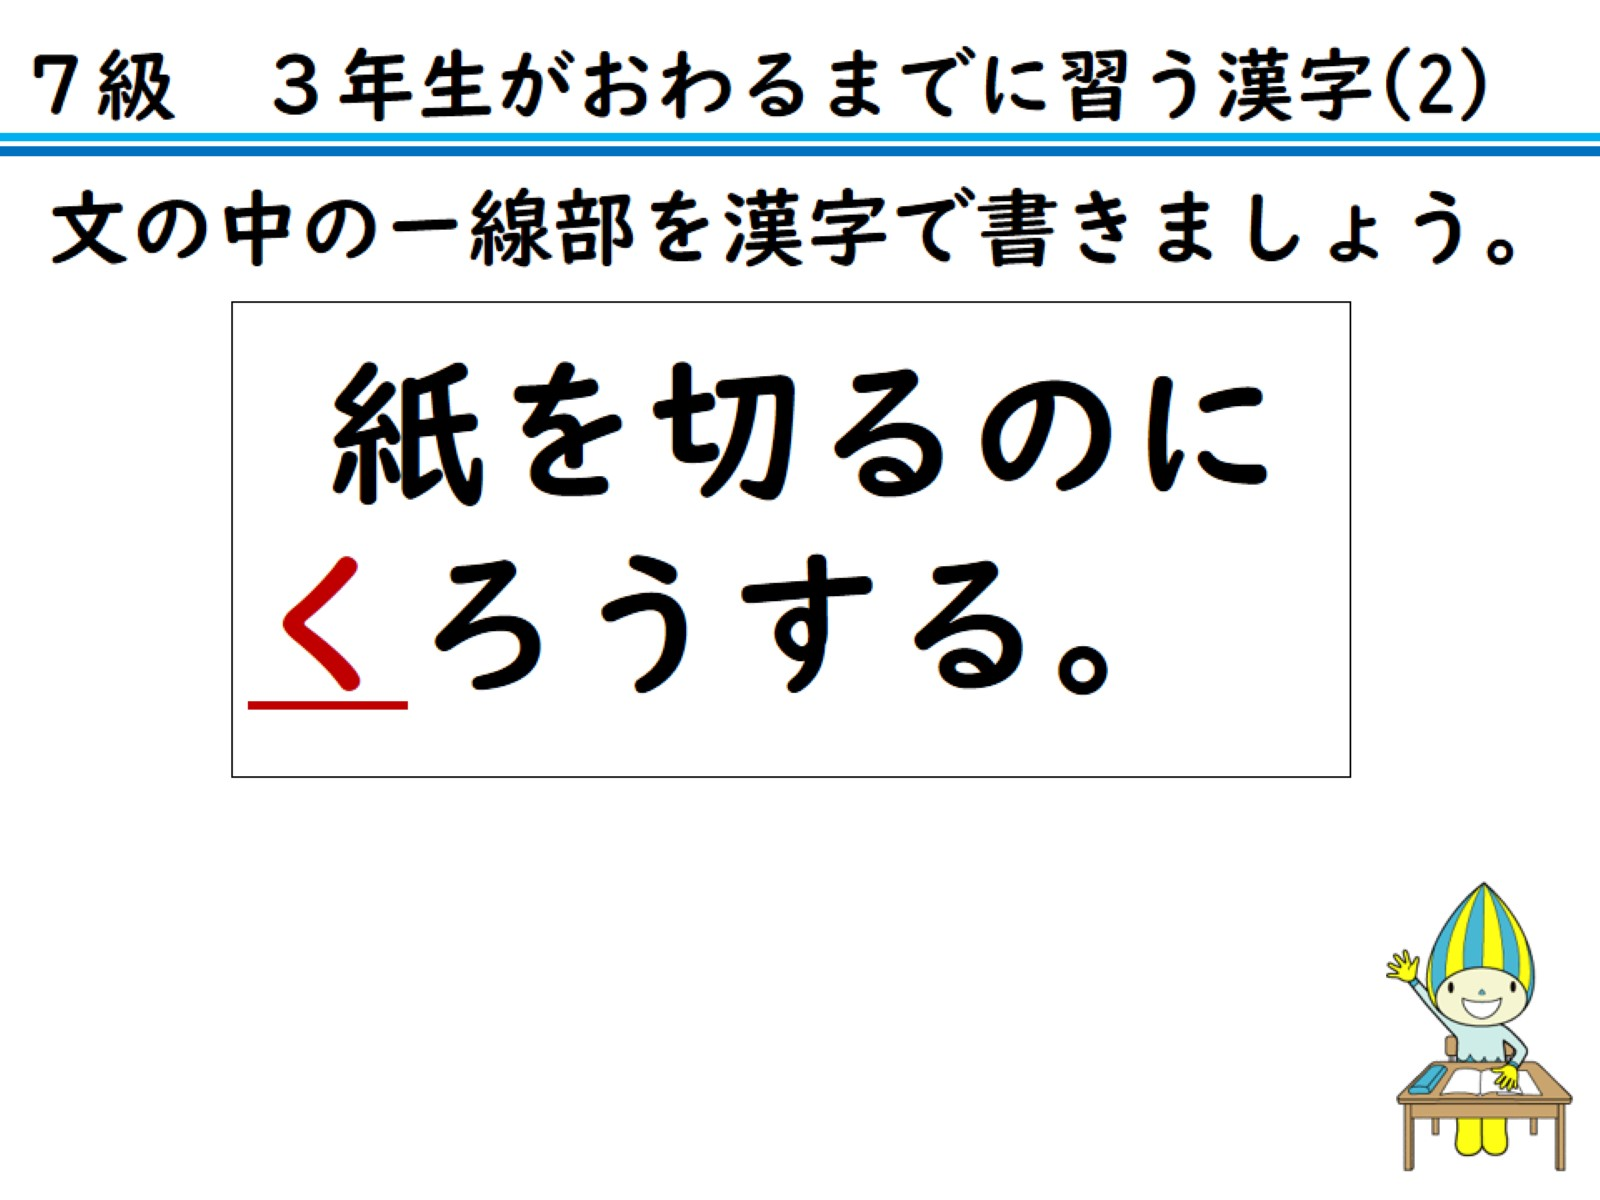 ７級　３年生がおわるまでに習う漢字(2)
文の中の一線部を漢字で書きましょう。
紙を切るのに
くろうする。